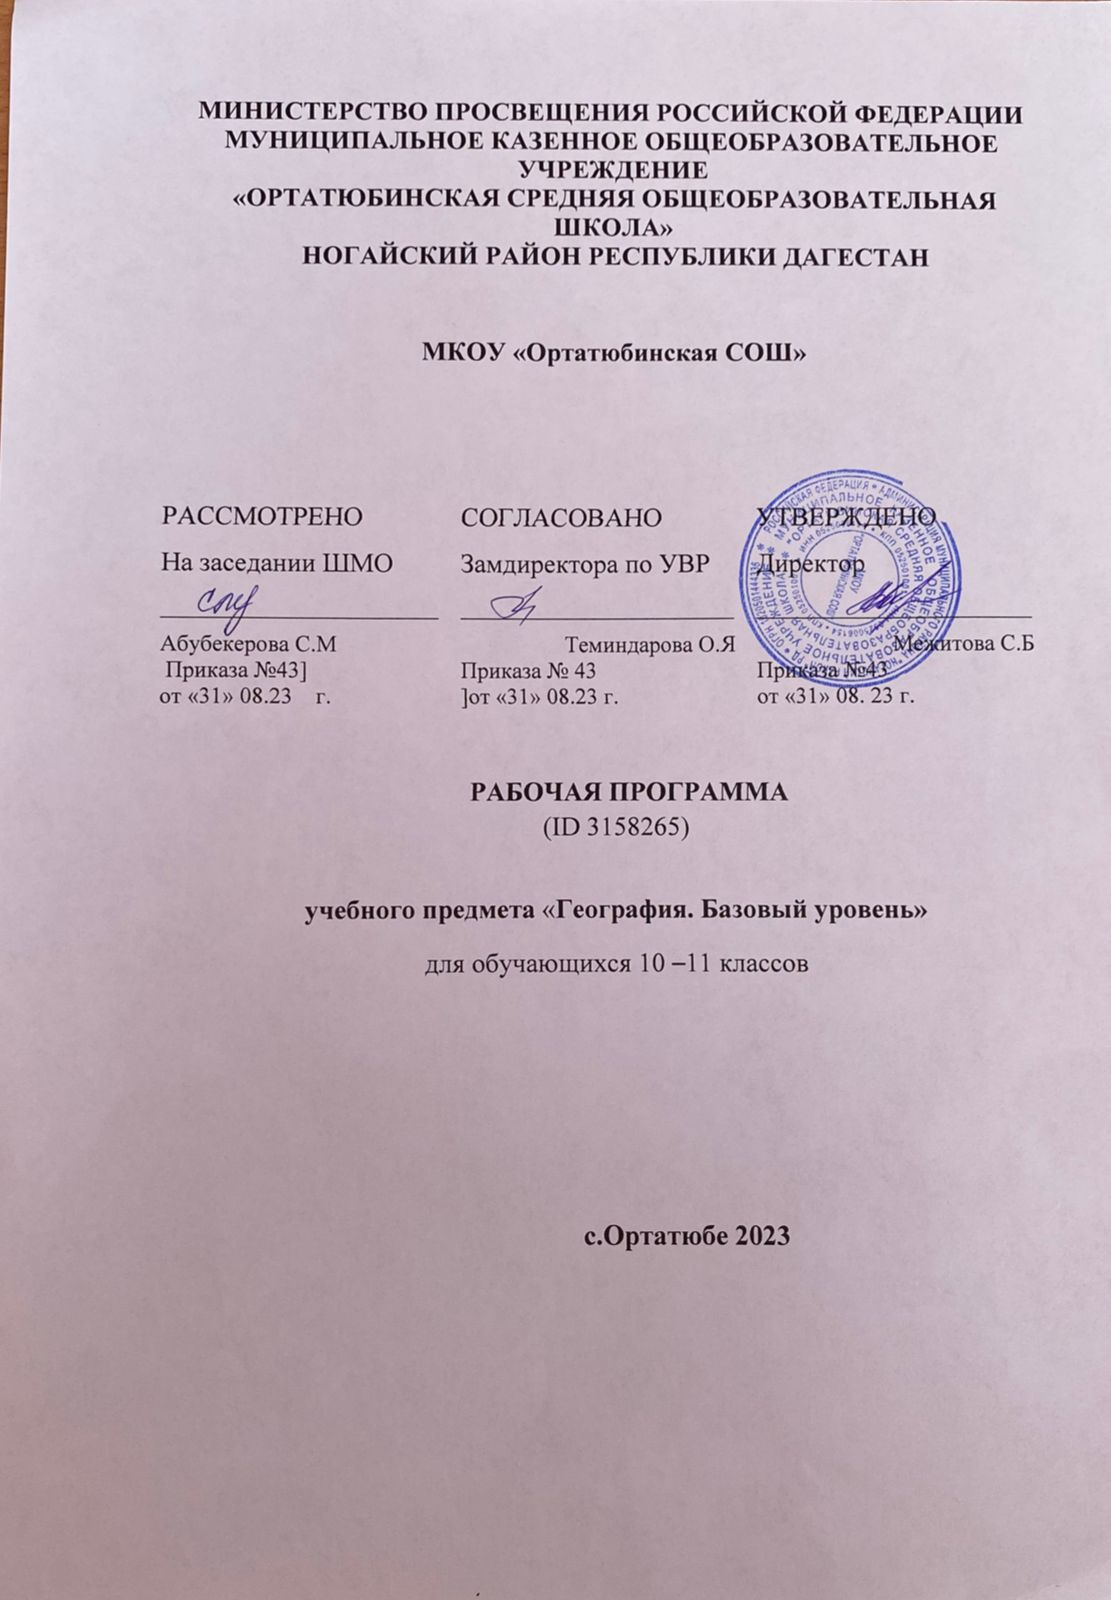 МИНИСТЕРСТВО ПРОСВЕЩЕНИЯ РОССИЙСКОЙ ФЕДЕРАЦИИ
МУНИЦИПАЛЬНОЕ КАЗЕННОЕ ОБЩЕОБРАЗОВАТЕЛЬНОЕ
УЧРЕЖДЕНИЕ
«ОРТАТЮБИНСКАЯ СРЕДНЯЯ ОБЩЕОБРАЗОВАТЕЛЬНАЯ
ШКОЛА»
НОГАЙСКИЙ РАЙОН РЕСПУБЛИКИ ДАГЕСТАН
МКОУ «Ортатюбинская СОШ»
РАССМОТРЕНО
На заседании ШМО
Абубекерова С.М
Приказа №43]
от «31» 08.23 г.
СОГЛАСОВАНО
Замдиректора по УВР
Теминдарова О.Я
Приказа № 43
]от «31» 08.23 г.
УТВЕРЖДЕНО
Директор
Межитова С.Б
Приказа №43
от «31» 08. 23 г.
РАБОЧАЯ ПРОГРАММА
(ID 3158265)
учебного предмета «География. Базовый уровень»
для обучающихся 10 –11 классов
с.Ортатюбе 2023